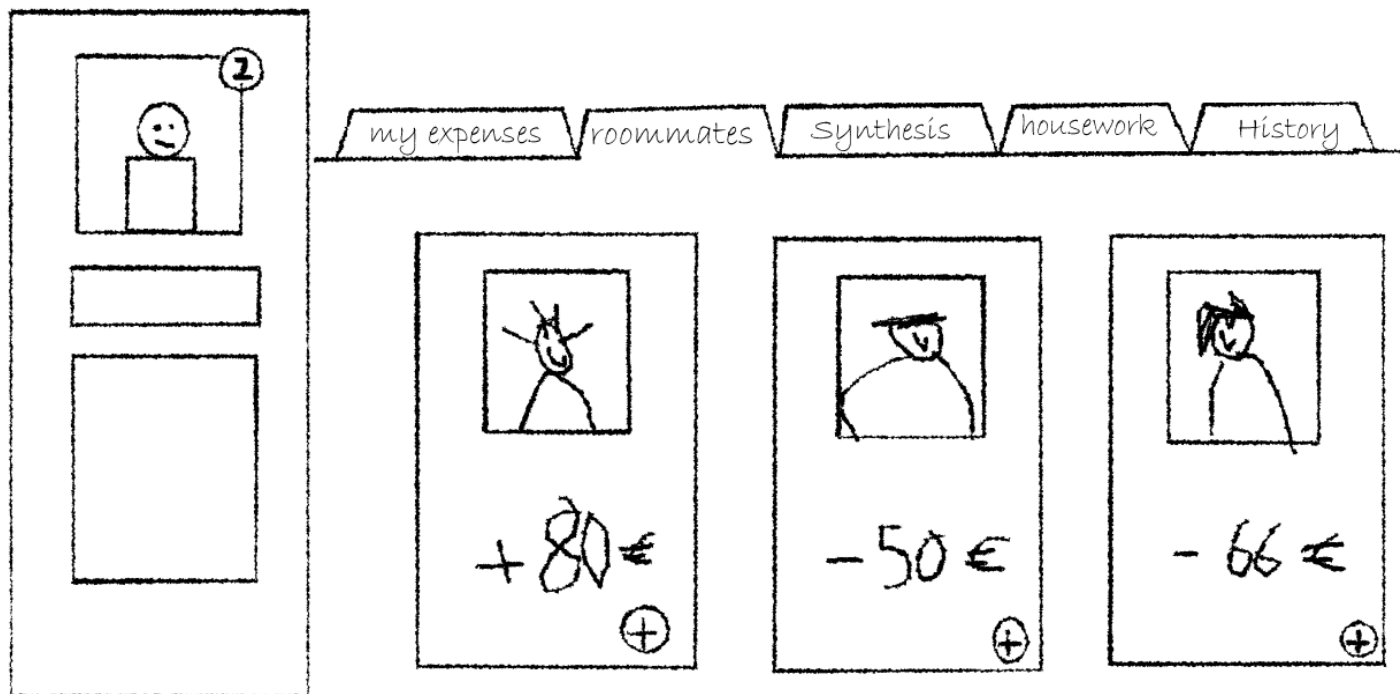 2
my expenses
roommates
Synthesis
housework
History
+80€
- 50 €
- 66 €
+
+
+